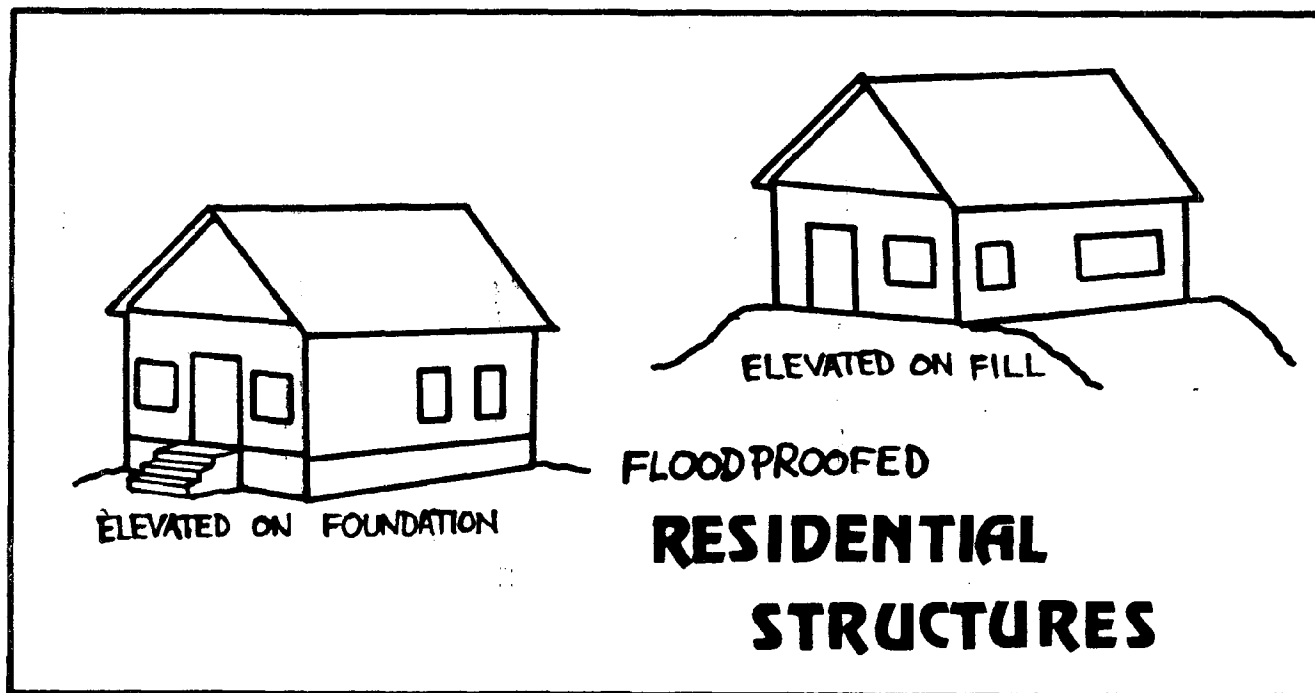 ELEVATED ON FILL
ELEVATED ON FOUNDATION
FLOODPROOFED
RESIDENTIAL
STRUCTURES